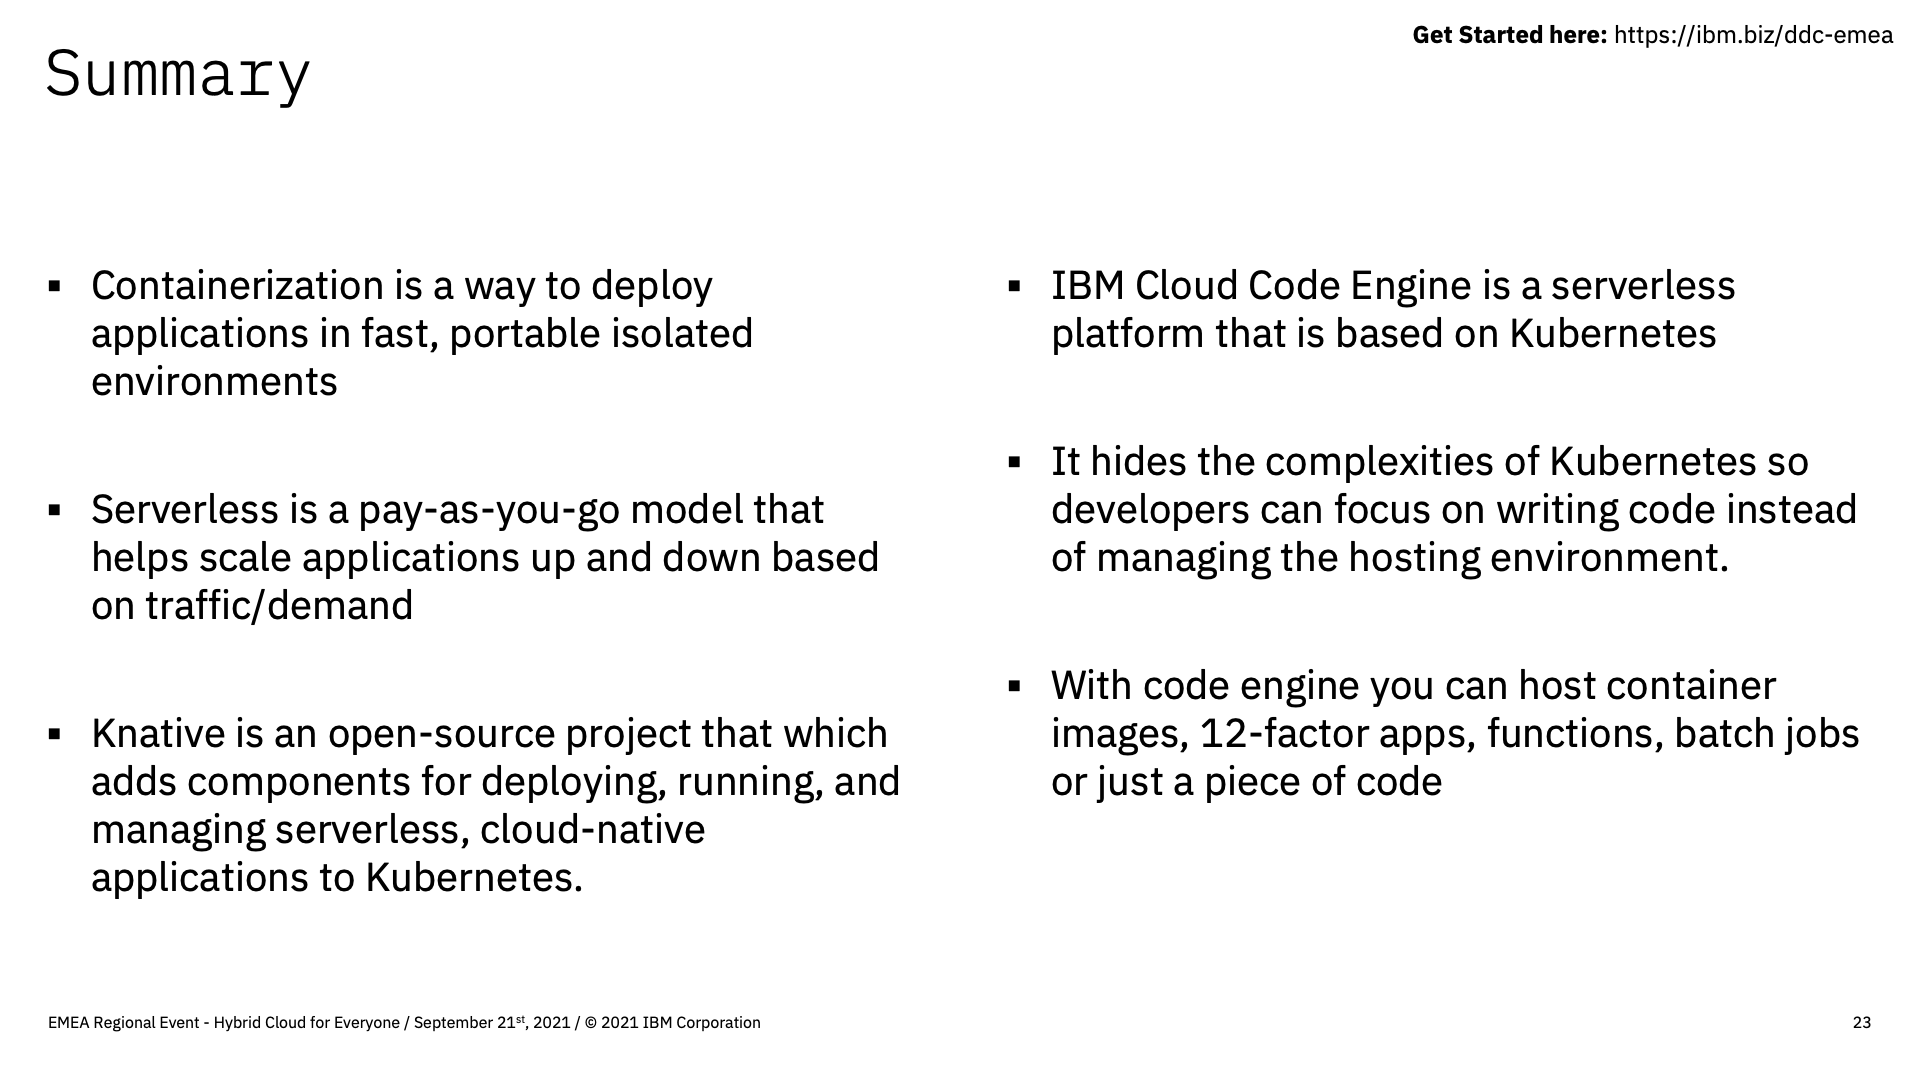 Get Started here: https://ibm.biz/ddc-emea
Summary
▪ Containerization is a way to deploy
applications in fast, portable isolated
environments
▪ Serverless is a pay-as-you-go model that
helps scale applications up and down based
on traffic/demand
▪ Knative is an open-source project that which
adds components for deploying, running, and
managing serverless, cloud-native
applications to Kubernetes.
▪ IBM Cloud Code Engine is a serverless
platform that is based on Kubernetes
▪ It hides the complexities of Kubernetes so
developers can focus on writing code instead
of managing the hosting environment.
▪ With code engine you can host container
images, 12-factor apps, functions, batch jobs
or just a piece of code
EMEA Regional Event - Hybrid Cloud for Everyone / September 21st, 2021 / © 2021 IBM Corporation
23